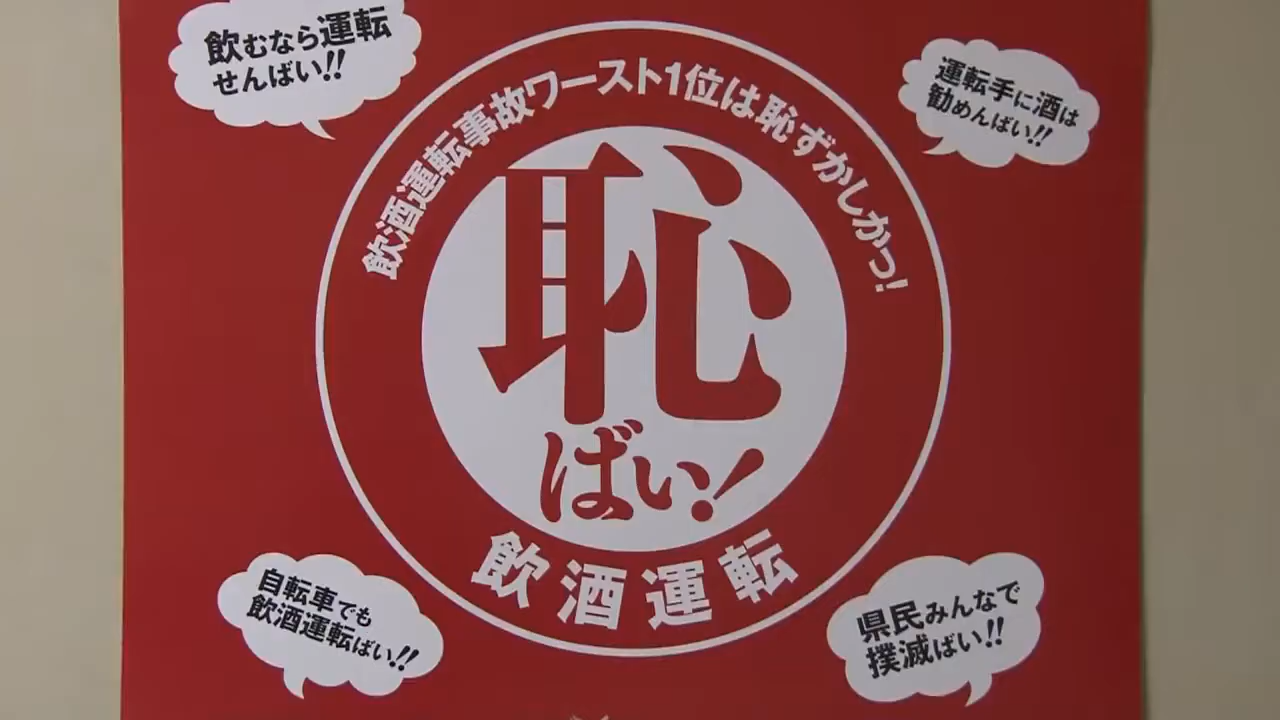 飲むなら運転
せんばい!!
運転手に酒は
勧めんばい!!
飲酒運転事故ワースト1位は恥ずかしかっ!
恥
ばい!
飲酒運転
自転車でも
飲酒運転ばい!!
県民みんなで
撲滅ばい!!